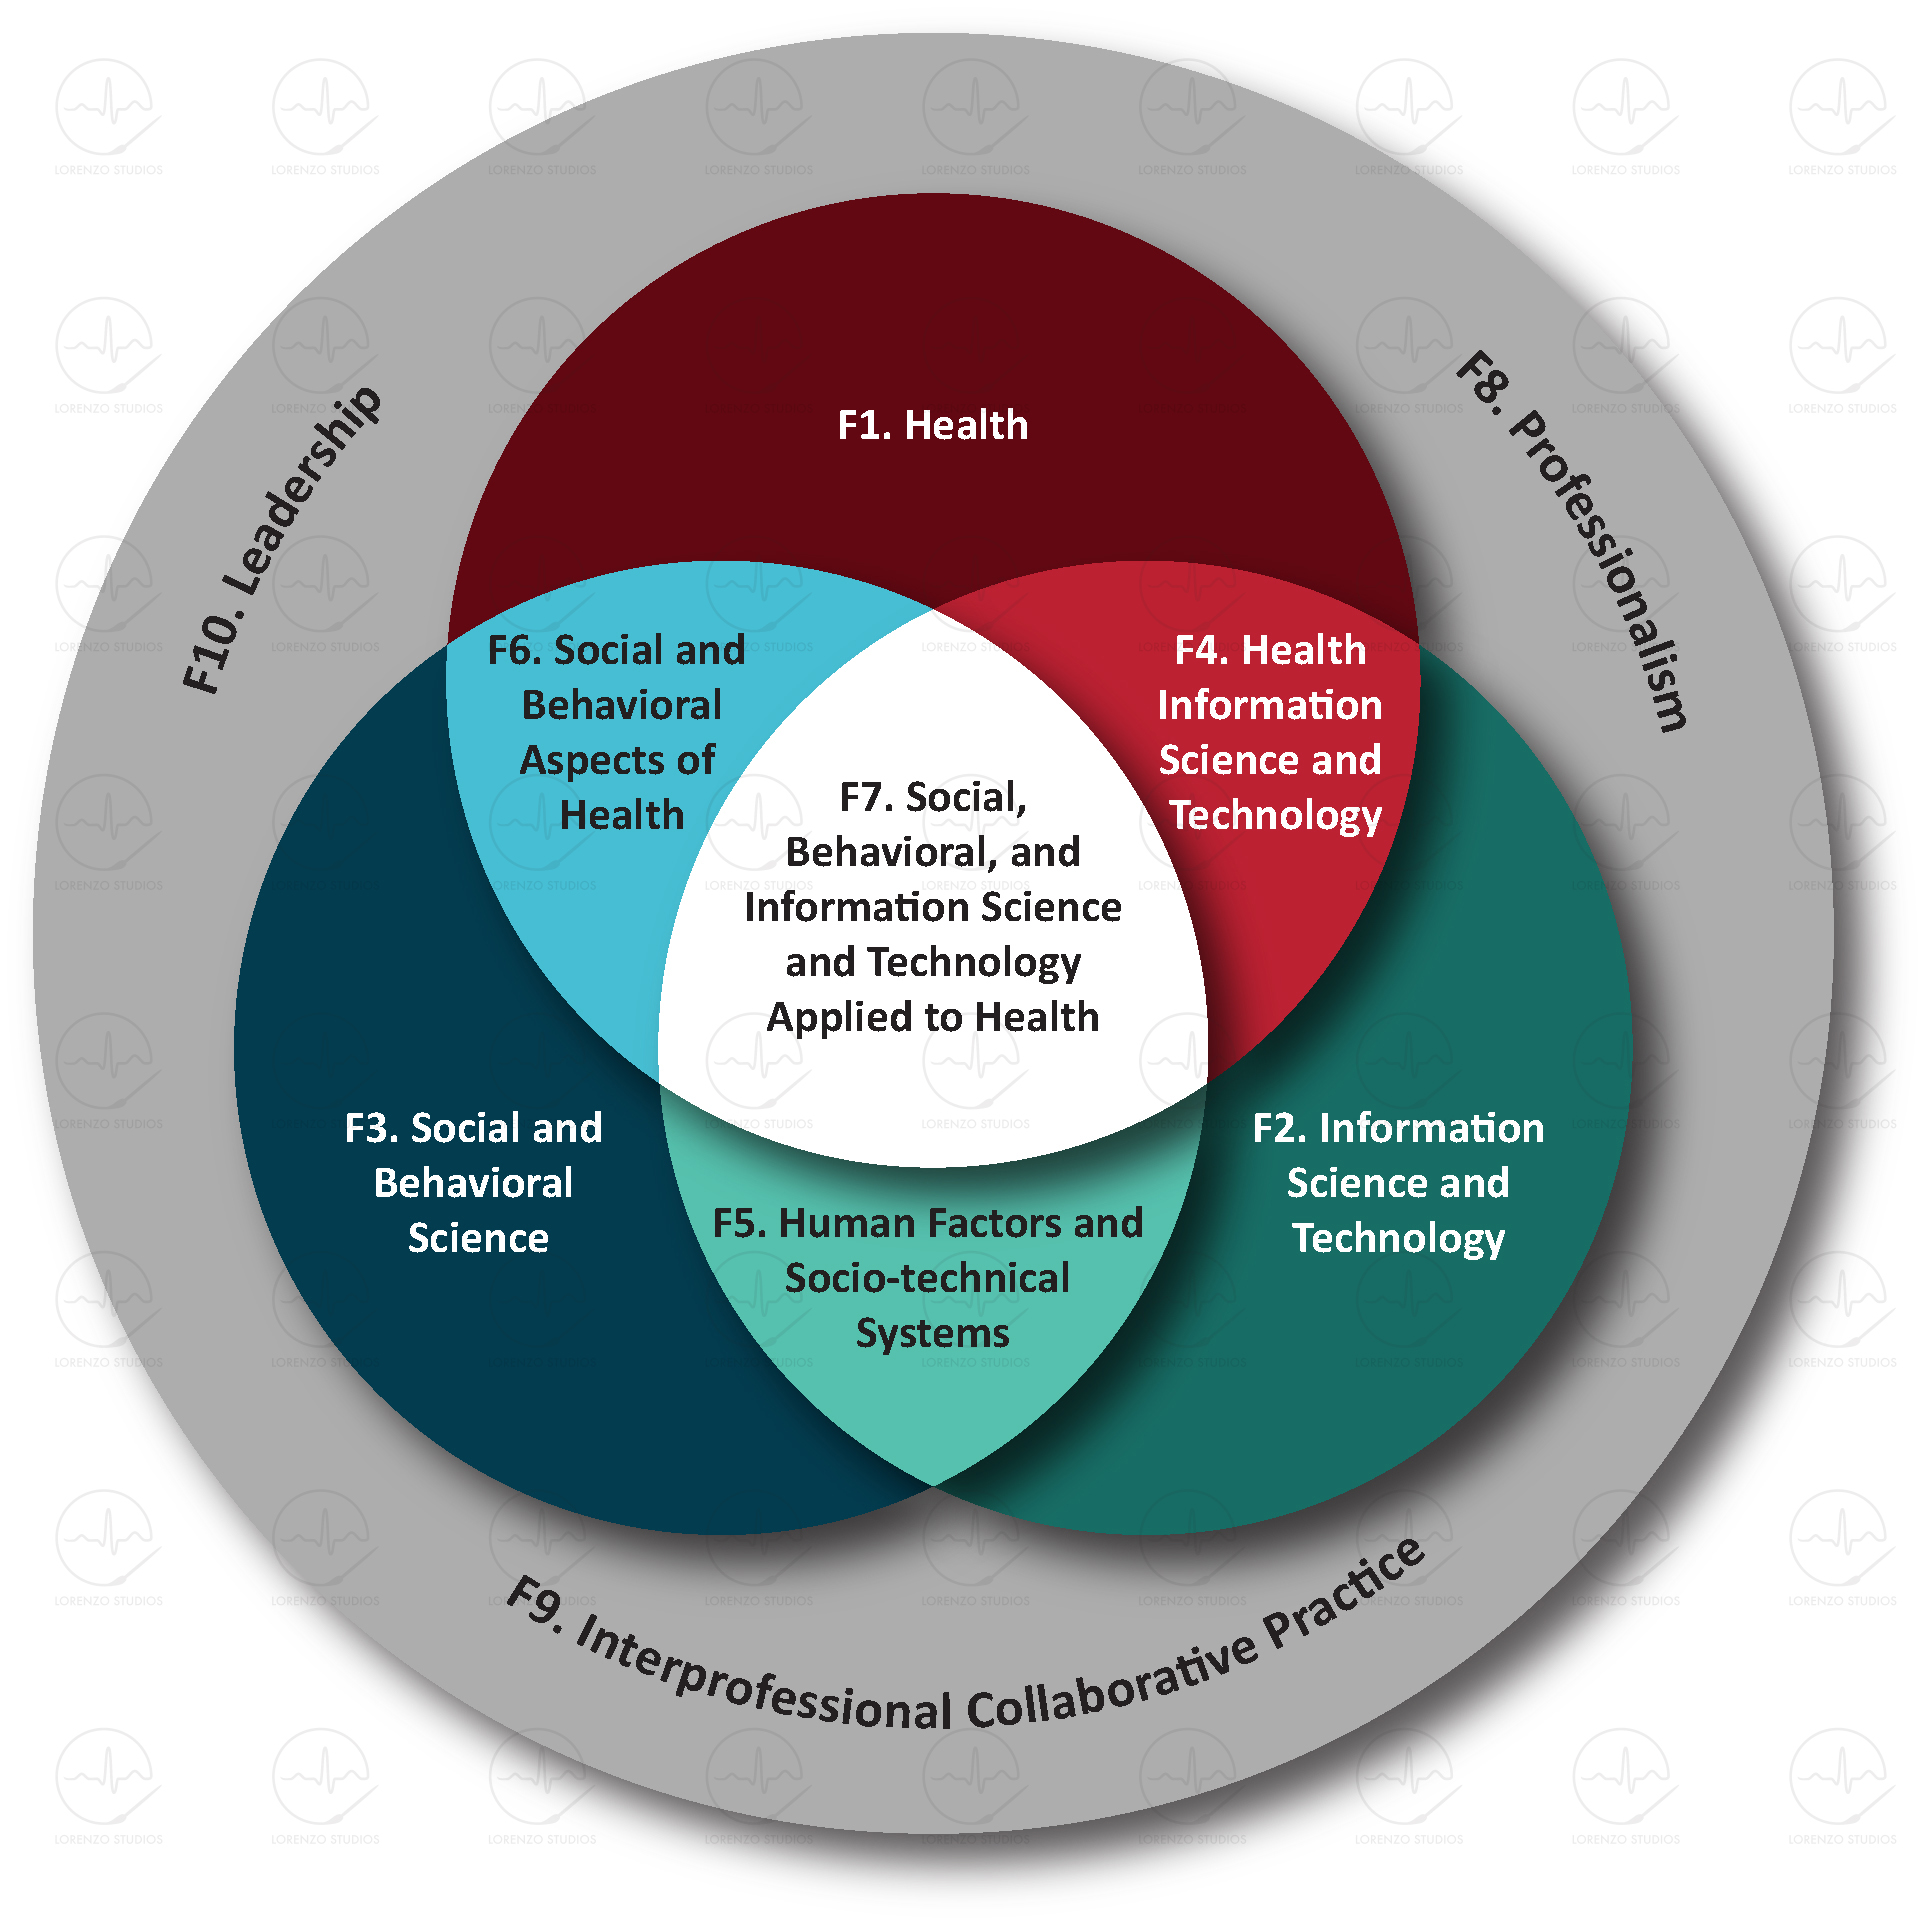 F1. Health
F10. Leadership
F8. Professionalism
F6. Social and
Behavioral
Aspects of
Health
F4. Health
Information
Science and
Technology
F7. Social,
Behavioral, and
Information Science
and Technology
Applied to Health
F3. Social and
Behavioral
Science
F2. Information
Science and
Technology
F5. Human Factors and
Socio-technical
Systems
F9. Interprofessional Collaborative Practice
LORENZO STUDIOS